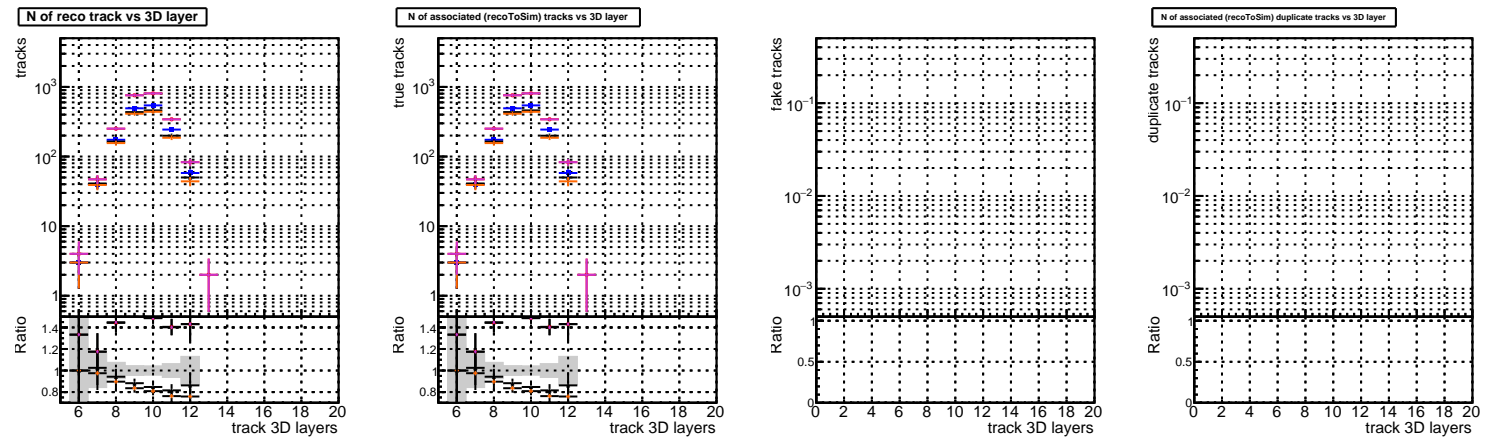 N of reco track vs 3D layer
tracks
10³
10²
10
1
Ratio
1.4
1.2
1
0.8
6 8 10 12 14 16 18 20
track 3D layers
N of associated (recoToSim) tracks vs 3D layer
true tracks
10³
10²
10
1
Ratio
1.4
1.2
1
0.8
6 8 10 12 14 16 18 20
track 3D layers
fake tracks
10⁻¹
10⁻²
10⁻³
Ratio
1
0.5
0
0 2 4 6 8 10 12 14 16 18 20
track 3D layers
N of associated (recoToSim) duplicate tracks vs 3D layer
duplicate tracks
10⁻¹
10⁻²
10⁻³
Ratio
1
0.5
0
0 2 4 6 8 10 12 14 16 18 20
track 3D layers